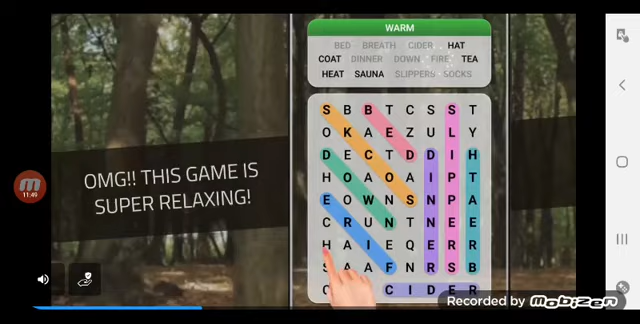 WARM
BED BREATH CIDER HAT
COAT DINNER DOWN FIRE TEA
HEAT SAUNA SLIPPERS SOCKS
S B B T C S S T
O K A E Z U L Y
D E C T D D I H
H O A O A I P T
E O W N S N P A
C R U N T N E E
H A I E Q E R R
S A A F N R S B
C I D E R
OMG!! THIS GAME IS
SUPER RELAXING!
11:49
Recorded by Mobizen